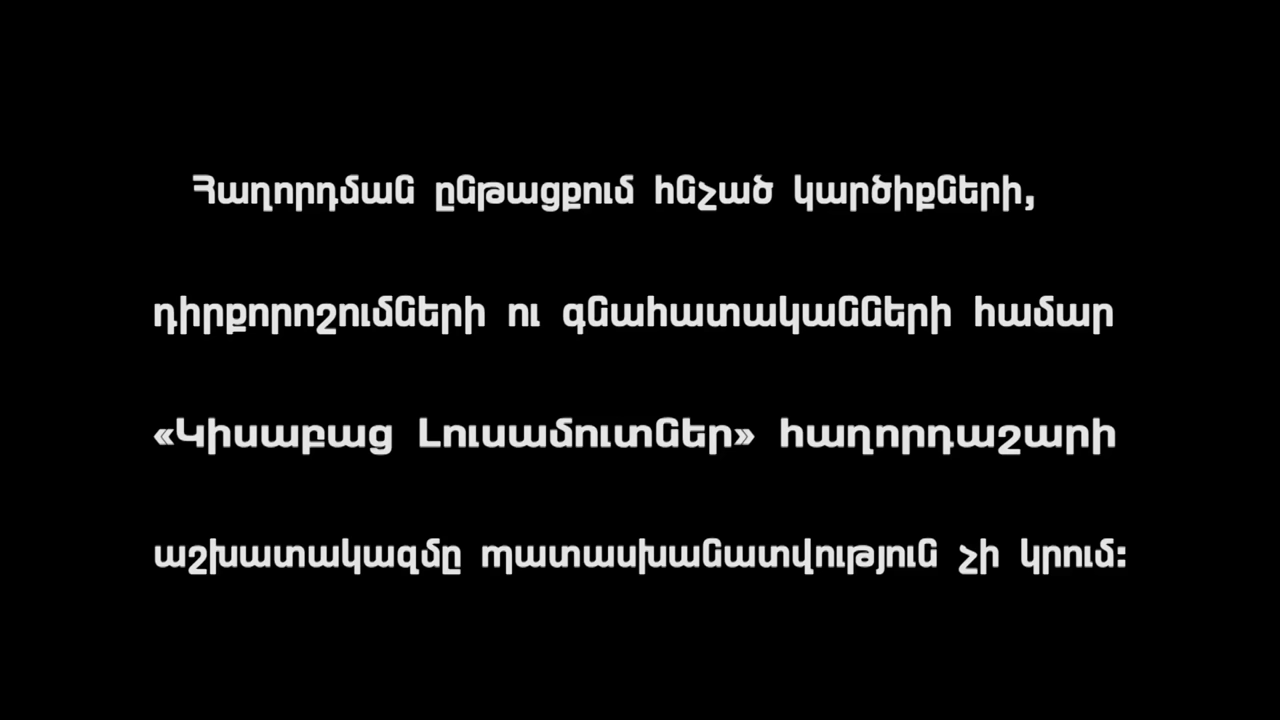 Հաղորդման ընթացքում հնչած կարծիքների,
դիրքորոշումների ու գնահատականների համար
«Կիսաբաց Լուսամուտներ» հաղորդաշարի
աշխատակազմը պատասխանատվություն չի կրում: